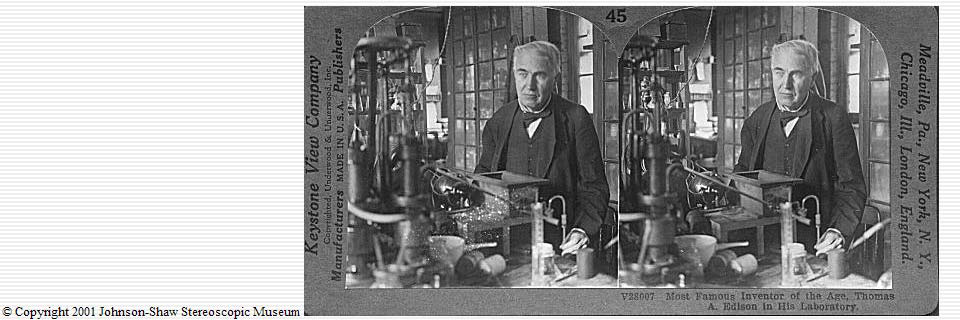 © Copyright 2001 Johnson-Shaw Stereoscopic Museum
Keystone View Company
Copyrighted, Underwood & Underwood, Inc.
Manufacturers MADE IN U.S.A. Publishers
45
Meadville, Pa., New York, N. Y.,
Chicago, Ill., London, England.
V28007 Most Famous Inventor of the Age, Thomas
A. Edison in His Laboratory.